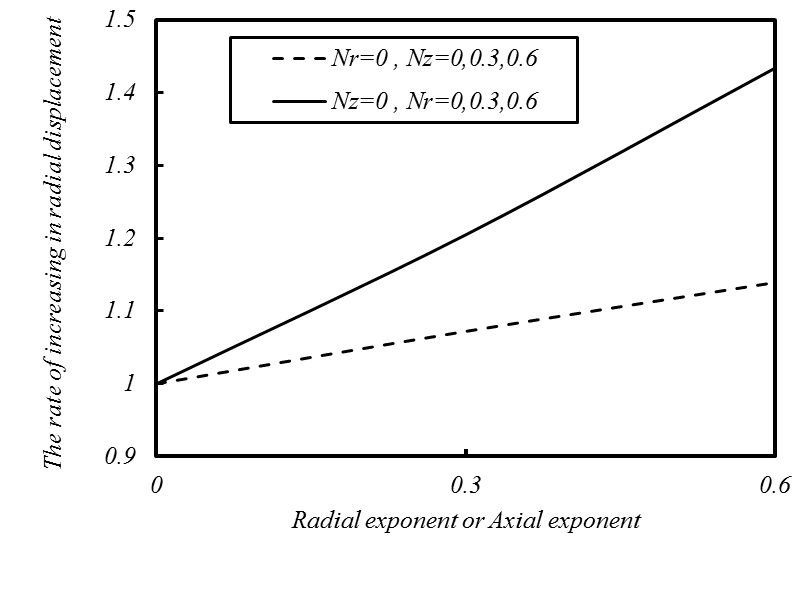 1.5
Nr=0 , Nz=0,0.3,0.6
Nz=0 , Nr=0,0.3,0.6
1.4
1.3
1.2
1.1
1
0.9
The rate of increasing in radial displacement
0
0.3
0.6
Radial exponent or Axial exponent